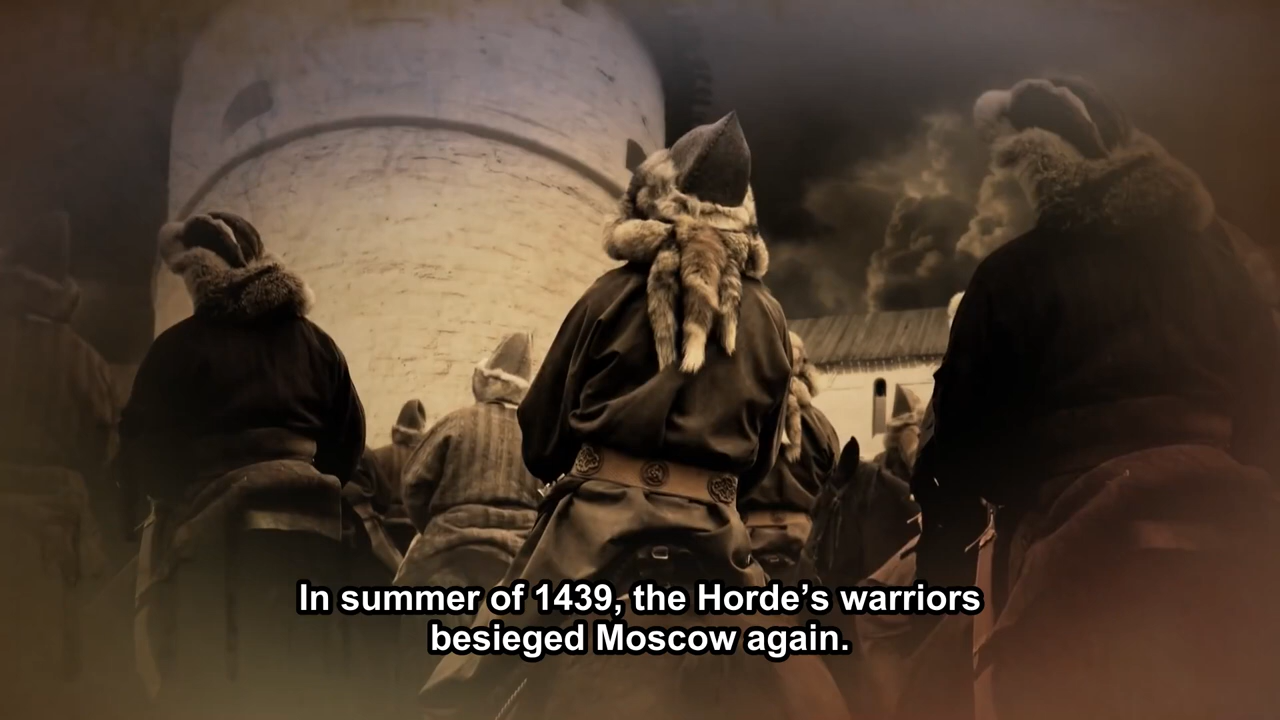 In summer of 1439, the Horde’s warriors
besieged Moscow again.